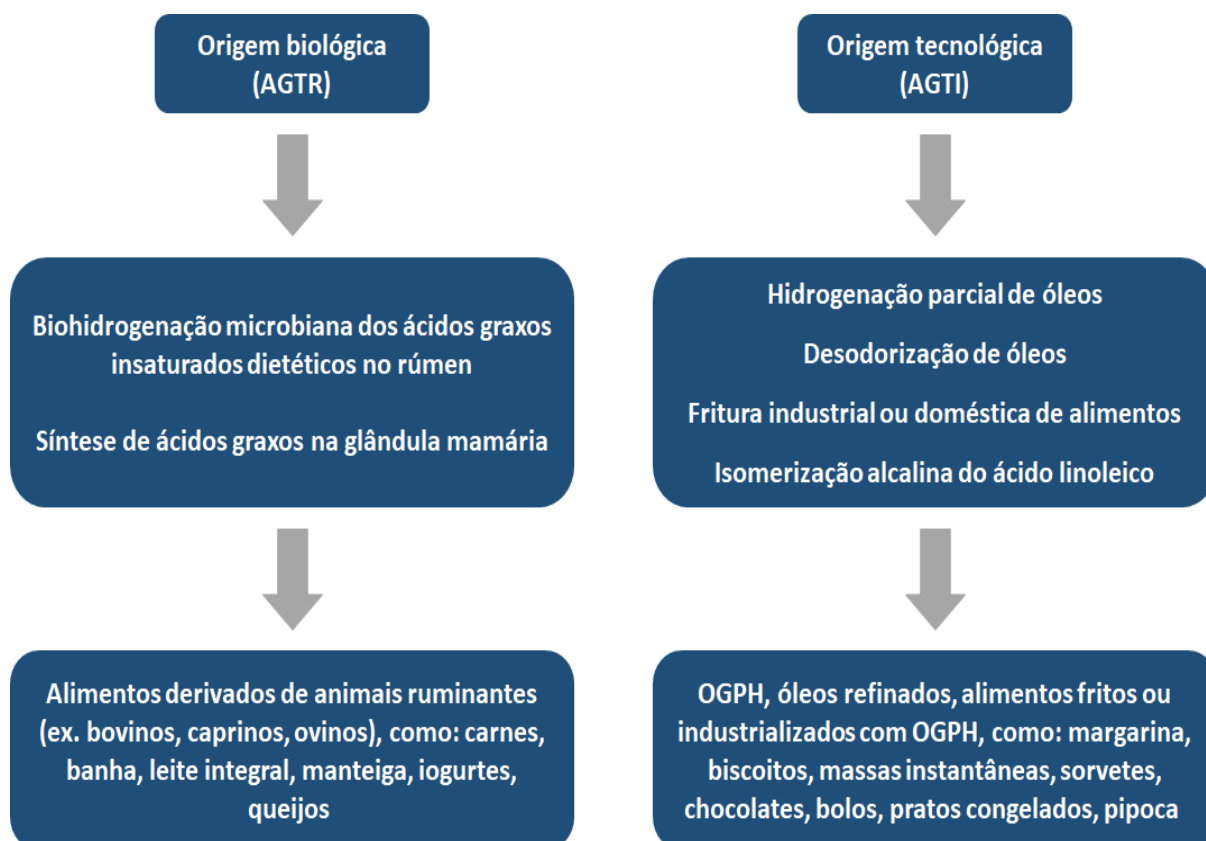 Origem biológica
(AGTR)
Origem tecnológica
(AGTI)
Biohidrogenação microbiana dos ácidos graxos
insaturados dietéticos no rúmen
Síntese de ácidos graxos na glândula mamária
Hidrogenação parcial de óleos
Desodorização de óleos
Fritura industrial ou doméstica de alimentos
Isomerização alcalina do ácido linoleico
Alimentos derivados de animais ruminantes
(ex. bovinos, caprinos, ovinos), como: carnes,
banha, leite integral, manteiga, iogurtes,
queijos
OGPH, óleos refinados, alimentos fritos ou
industrializados com OGPH, como: margarina,
biscoitos, massas instantâneas, sorvetes,
chocolates, bolos, pratos congelados, pipoca